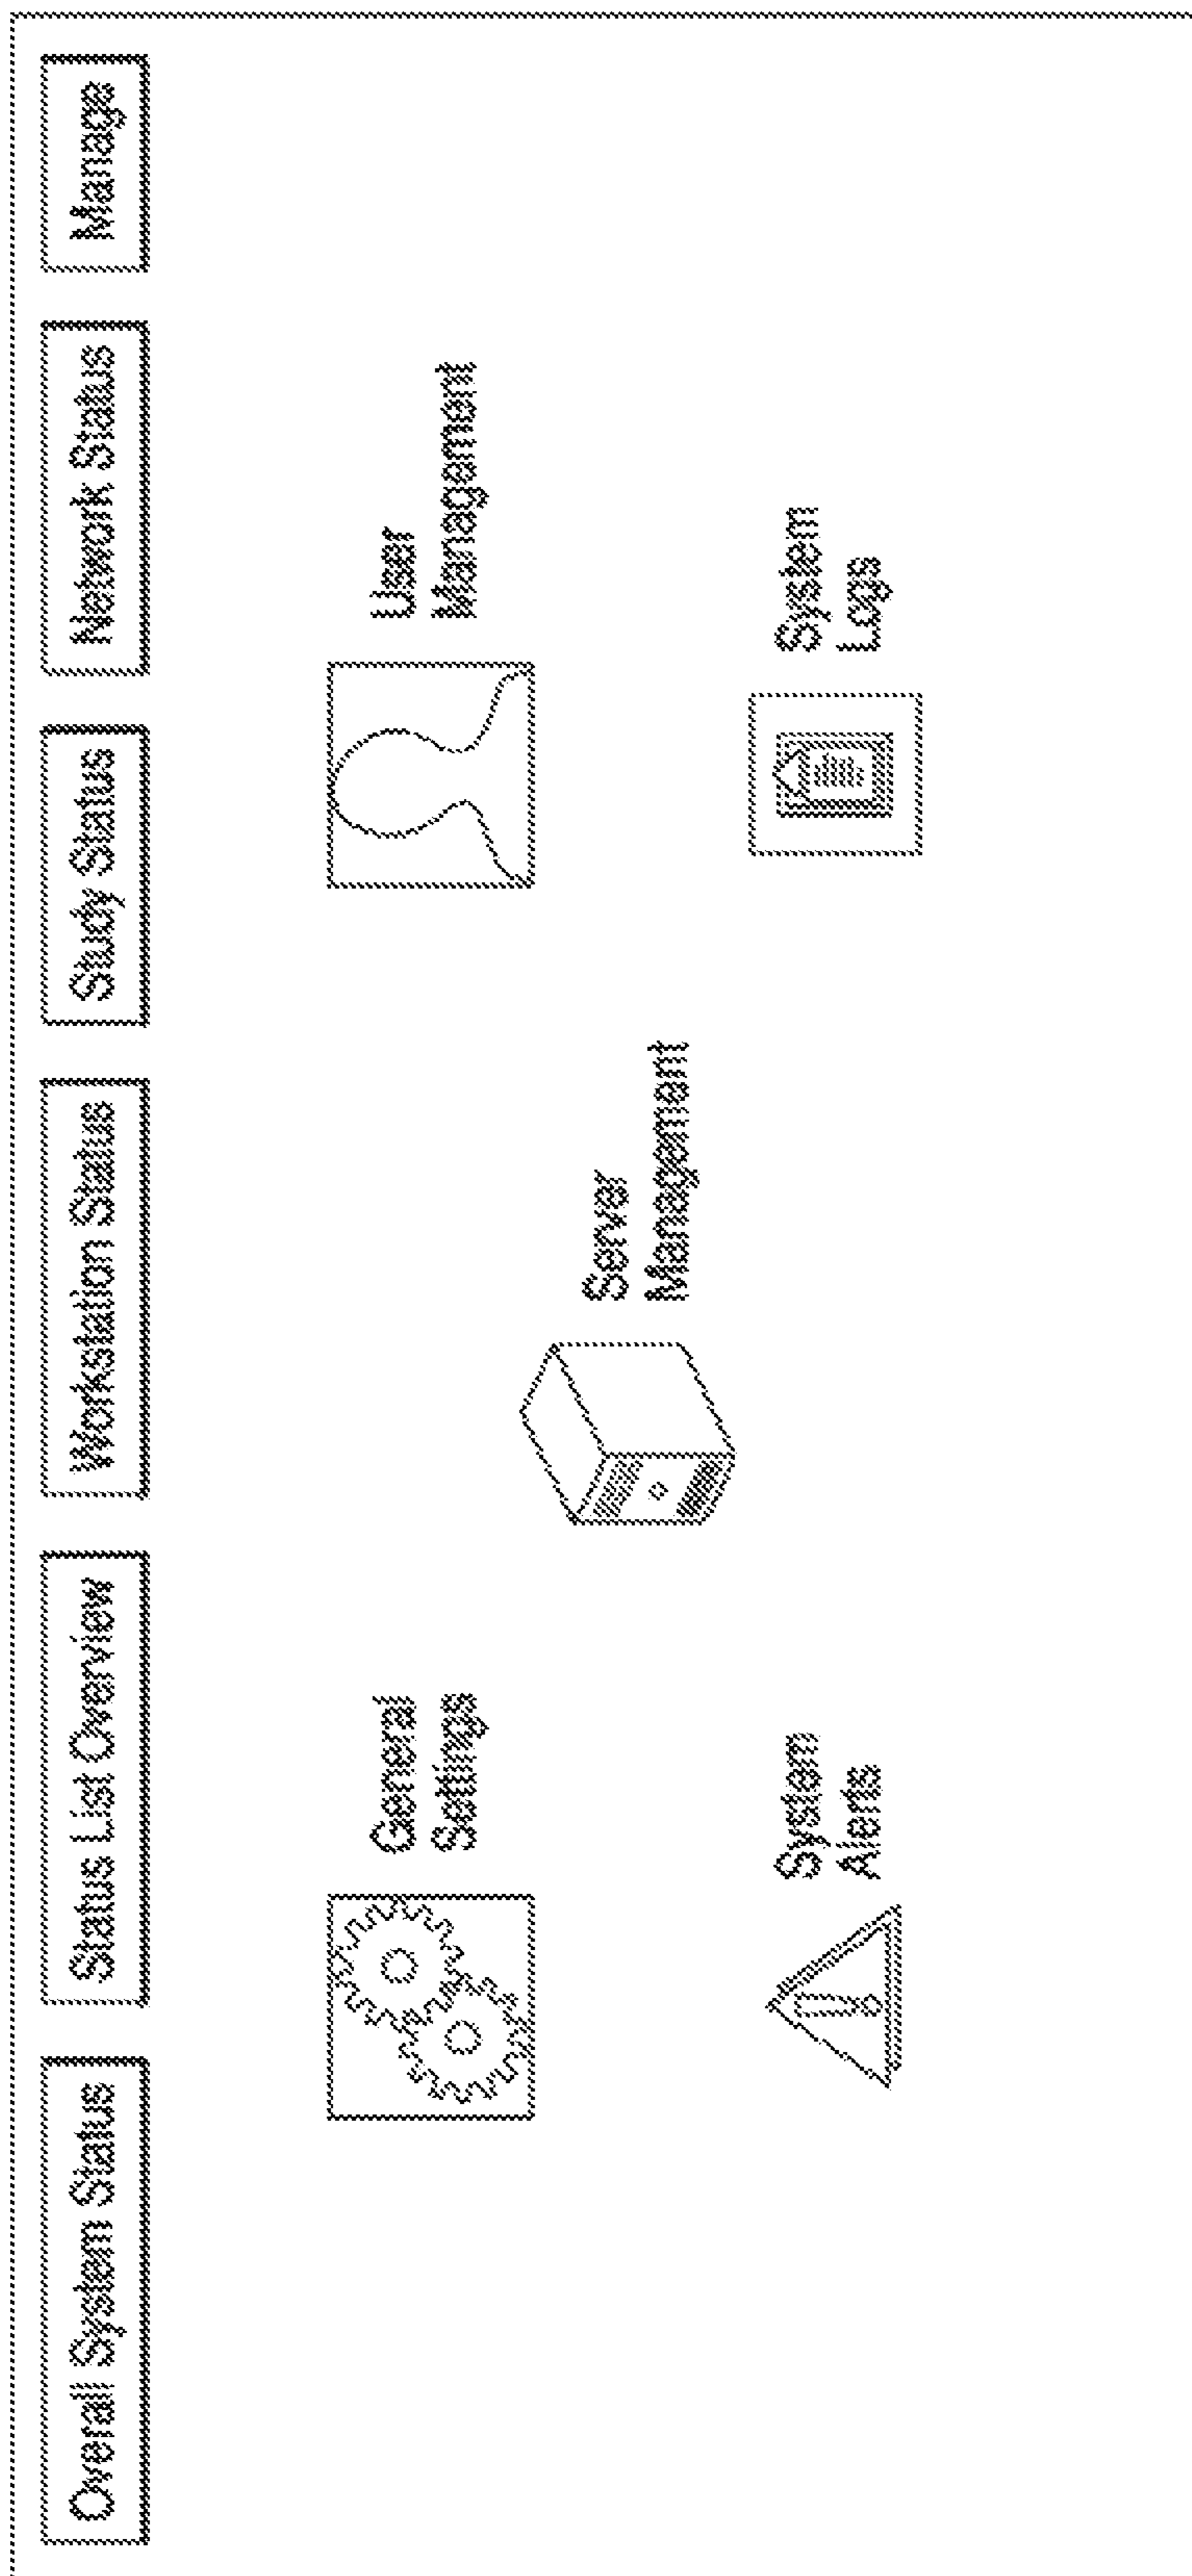 Overall System Status
Status List Overview
Workstation Status
Study Status
Network Status
Manage
General
Settings
User
Management
Server
Management
System
Alerts
System
Logs